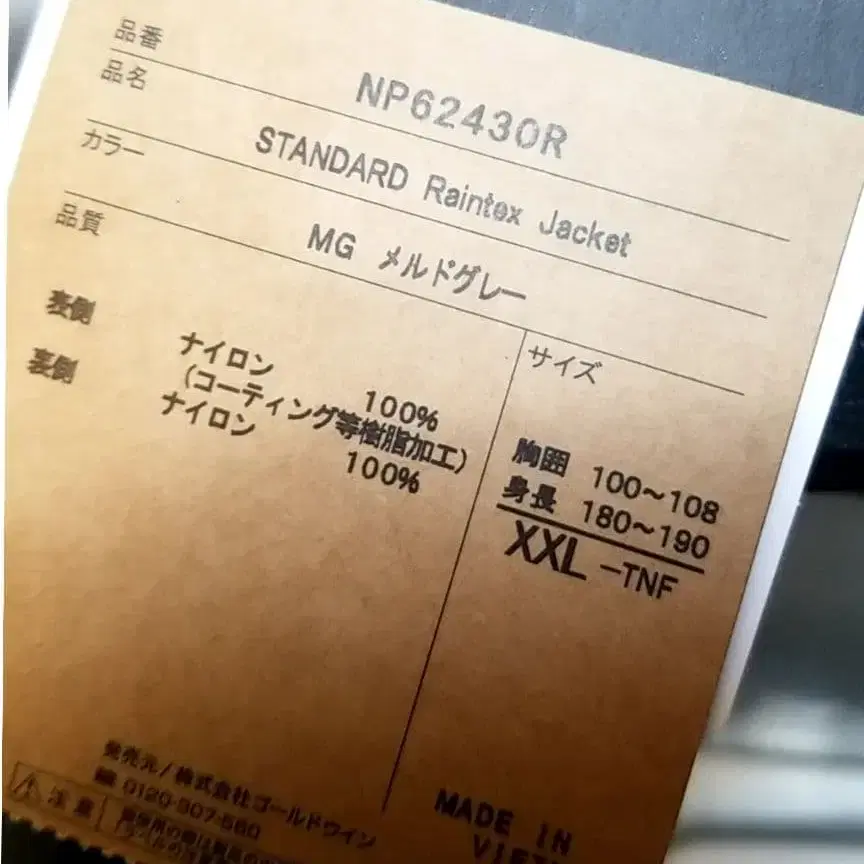 品番 NP62430R
品名 STANDARD Raintex Jacket
カラー MG メルドグレー
品質
サイズ
表側 ナイロン 100%
(コーティング等樹脂加工)
裏側 ナイロン 100%
胸囲 100~108
身長 180~190
XXL -TNF
発売元/株式会社ゴールドウイン
☎ 0120-307-560
注意
MADE IN